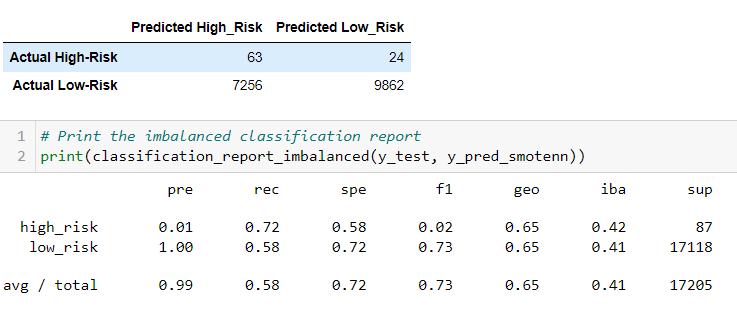 Predicted High_Risk Predicted Low_Risk
Actual High-Risk 63 24
Actual Low-Risk 7256 9862
1 # Print the imbalanced classification report
2 print(classification_report_imbalanced(y_test, y_pred_smotenn))
pre rec spe f1 geo iba sup
high_risk 0.01 0.72 0.58 0.02 0.65 0.42 87
low_risk 1.00 0.58 0.72 0.73 0.65 0.41 17118
avg / total 0.99 0.58 0.72 0.73 0.65 0.41 17205